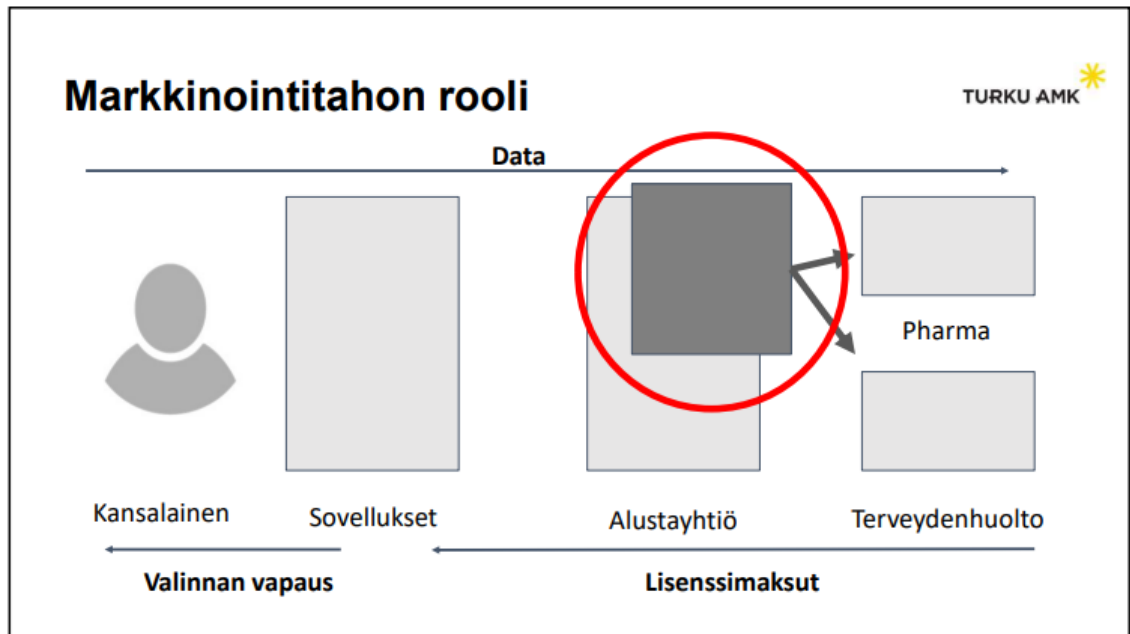 Markkinointitahon rooli
TURKU AMK
Data
Pharma
Kansalainen
Sovellukset
Alustayhtiö
Terveydenhuolto
Valinnan vapaus
Lisenssimaksut